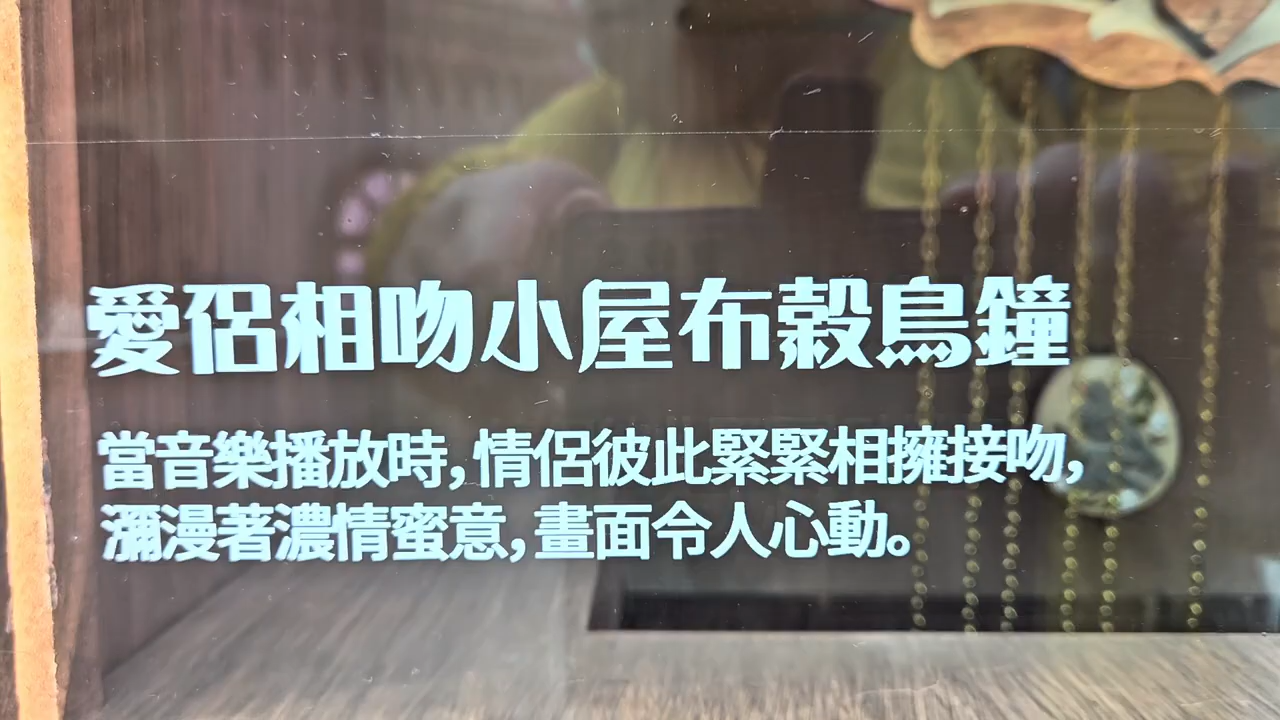 愛侶相吻小屋布穀鳥鐘
當音樂播放時，情侶彼此緊緊相擁接吻，
瀰漫著濃情蜜意，畫面令人心動。